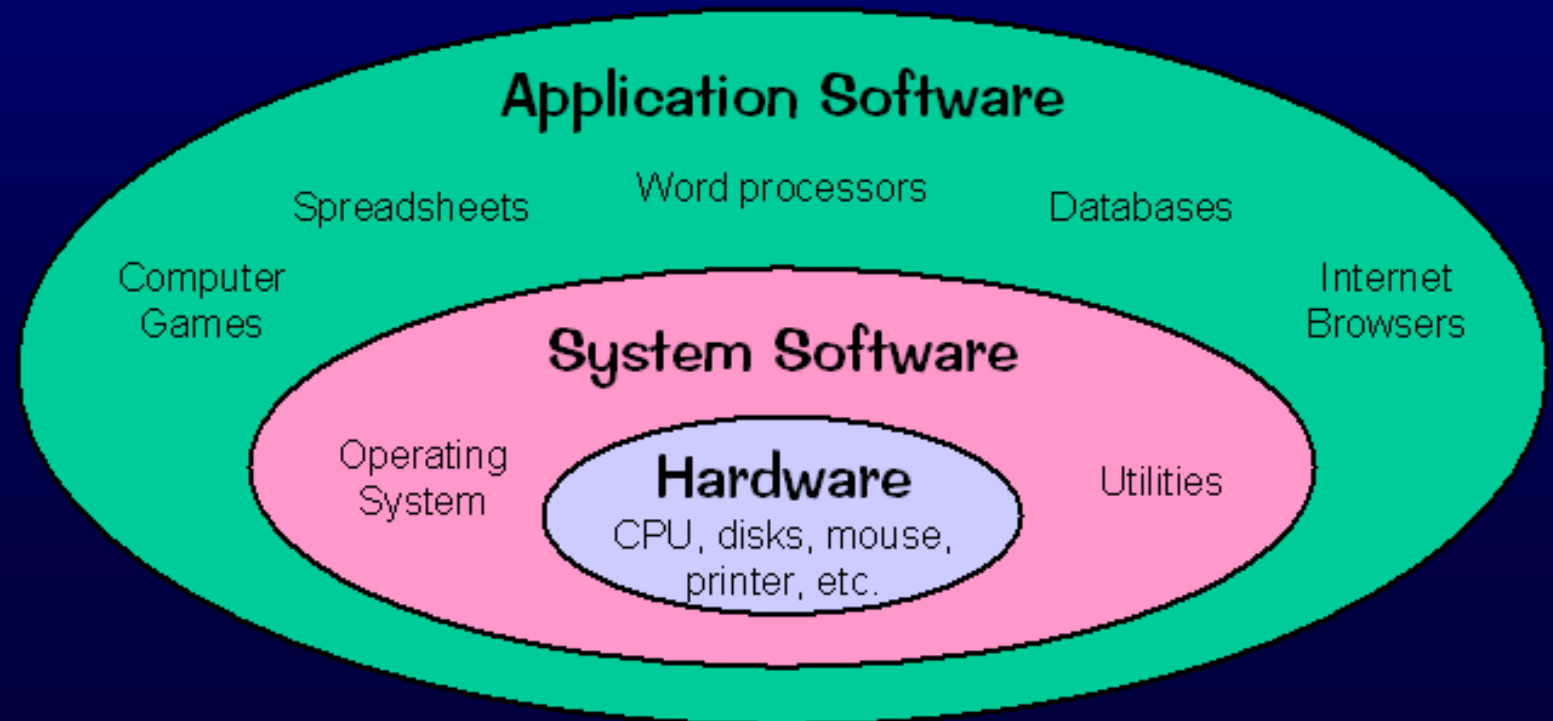 Application Software
Spreadsheets
Word processors
Databases
Computer
Games
Internet
Browsers
System Software
Operating
System
Utilities
Hardware
CPU, disks, mouse,
printer, etc.